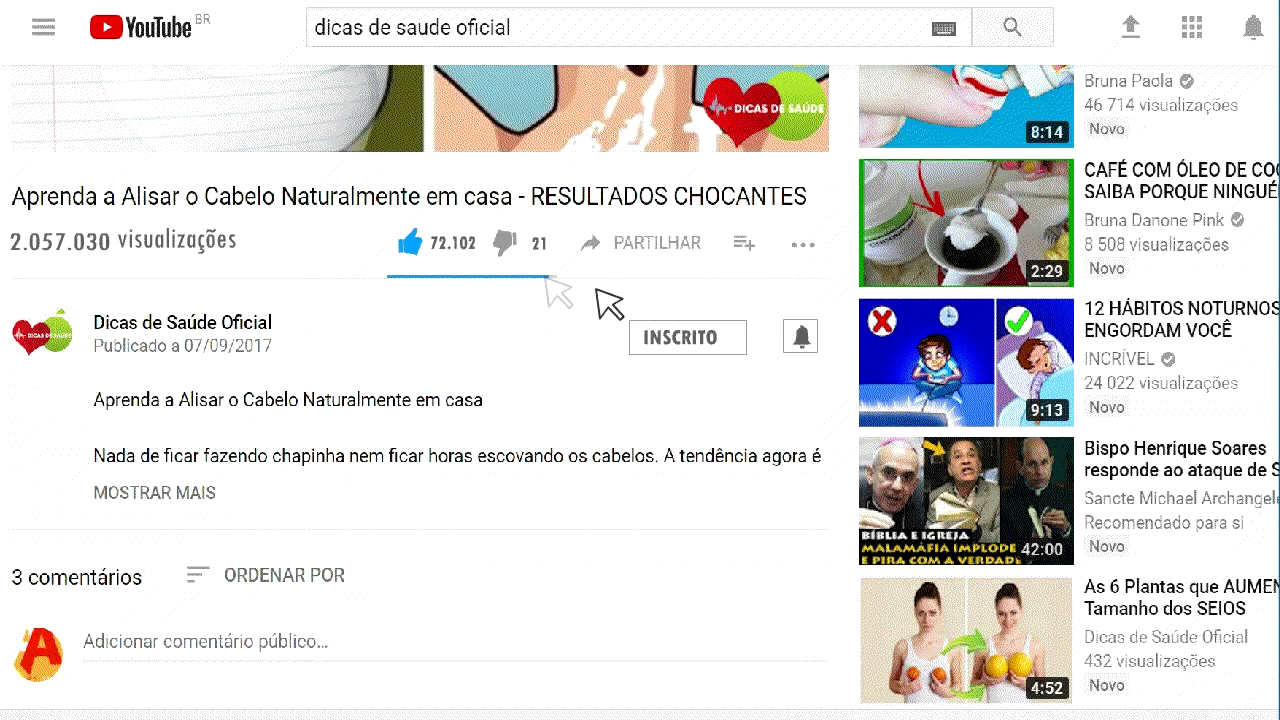 YouTube BR
dicas de saude oficial
DICAS DE SAÚDE
Aprenda a Alisar o Cabelo Naturalmente em casa - RESULTADOS CHOCANTES
2.057.030 visualizações
72.102
21
PARTILHAR
Dicas de Saúde Oficial
Publicado a 07/09/2017
INSCRITO
Aprenda a Alisar o Cabelo Naturalmente em casa
Nada de ficar fazendo chapinha nem ficar horas escovando os cabelos. A tendência agora é
MOSTRAR MAIS
3 comentários
ORDENAR POR
A
Adicionar comentário público...
8:14
Bruna Paola
46 714 visualizações
Novo
2:29
CAFÉ COM ÓLEO DE COC
SAIBA PORQUE NINGUÉ
Bruna Danone Pink
8 508 visualizações
Novo
9:13
12 HÁBITOS NOTURNOS
ENGORDAM VOCÊ
INCRÍVEL
24 022 visualizações
Novo
BÍBLIA E IGREJA
MALAMÁFIA IMPLODE
E PIRA COM A VERDADE
42:00
Bispo Henrique Soares
responde ao ataque de S
Sancte Michael Archangele
Recomendado para si
Novo
4:52
As 6 Plantas que AUMEN
Tamanho dos SEIOS
Dicas de Saúde Oficial
432 visualizações
Novo